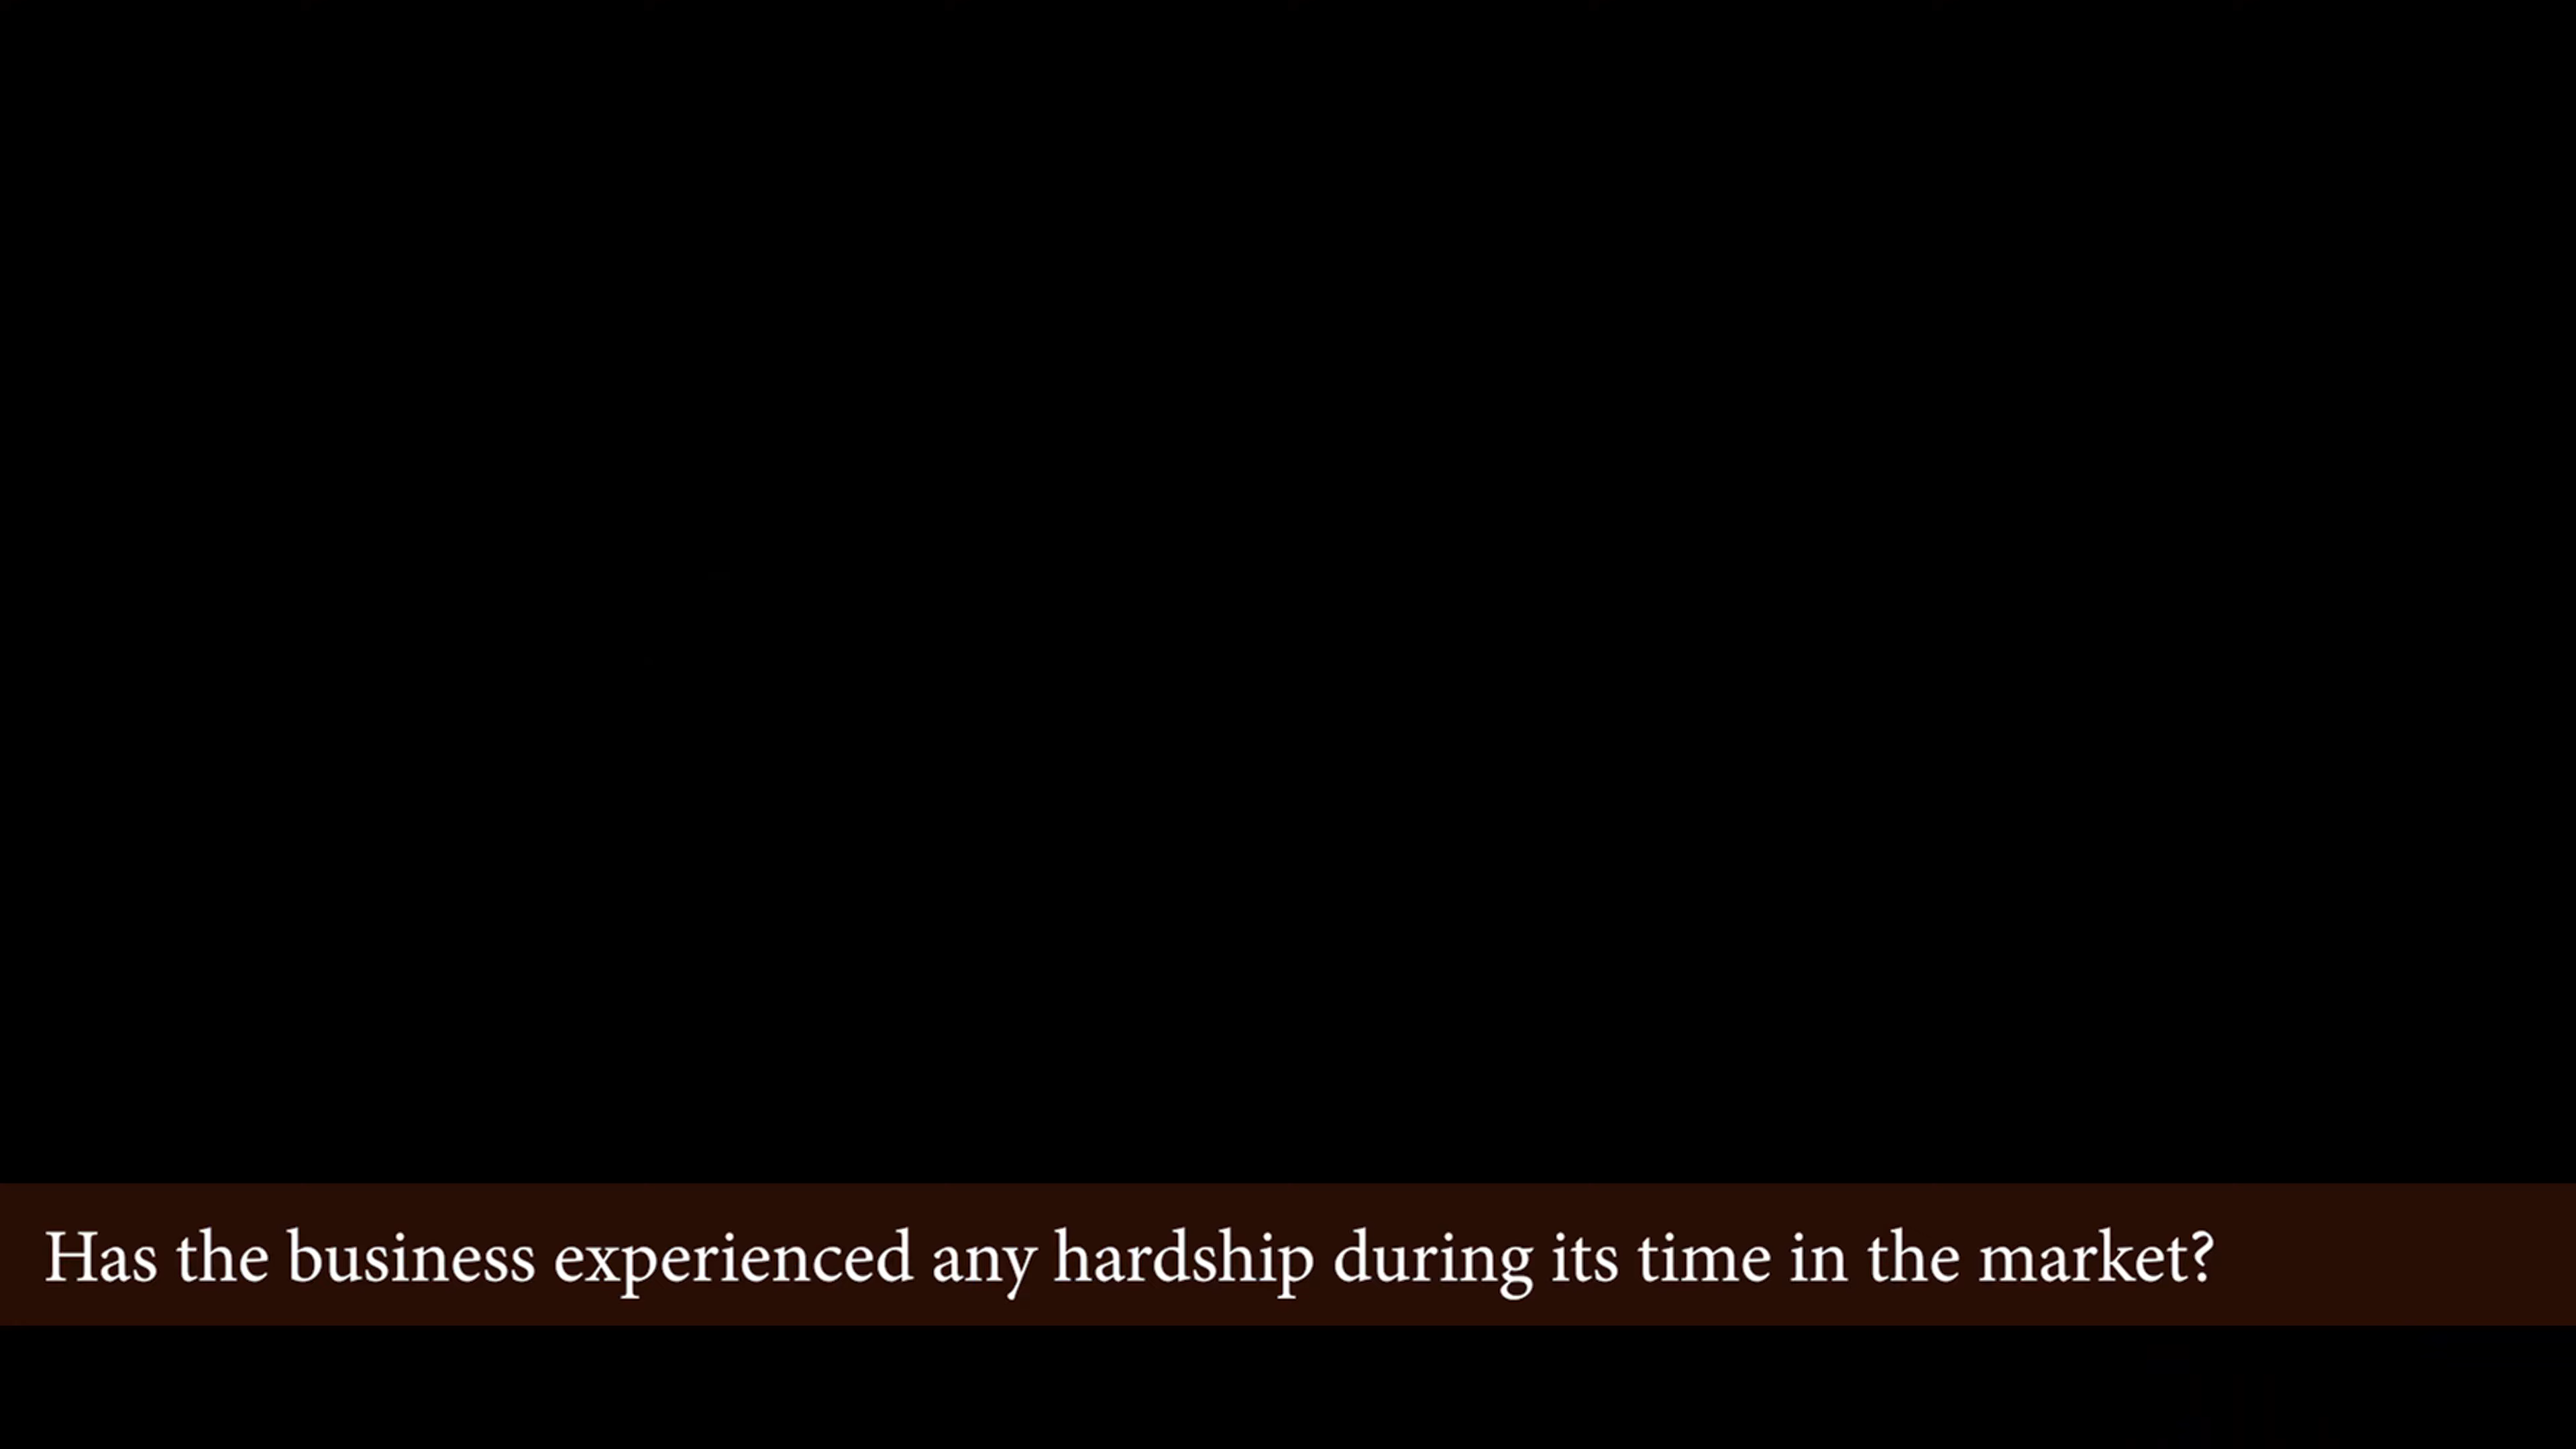 Has the business experienced any hardship during its time in the market?